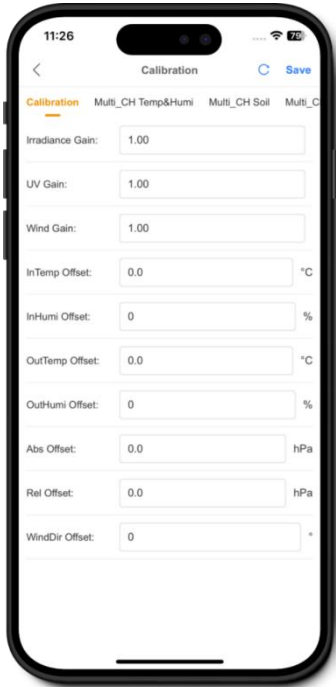 11:26 79
Calibration Save
Calibration Multi_CH Temp&Humi Multi_CH Soil Multi_C
Irradiance Gain: 1.00
UV Gain: 1.00
Wind Gain: 1.00
InTemp Offset: 0.0 °C
InHumi Offset: 0 %
OutTemp Offset: 0.0 °C
OutHumi Offset: 0 %
Abs Offset: 0.0 hPa
Rel Offset: 0.0 hPa
WindDir Offset: 0 °